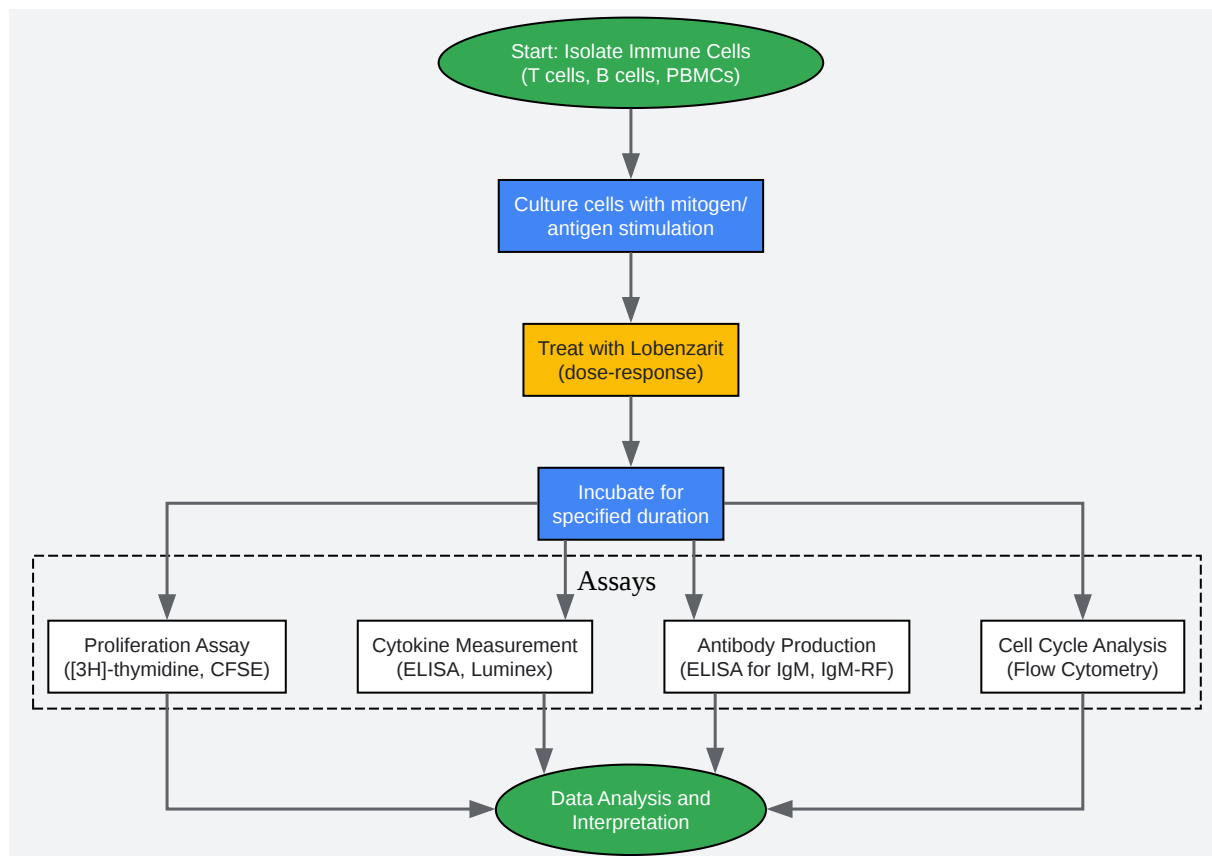 Start: Isolate Immune Cells
(T cells, B cells, PBMCs)
Culture cells with mitogen/
antigen stimulation
Treat with Lobenzarit
(dose-response)
Incubate for
specified duration
Assays
Proliferation Assay
([3H]-thymidine, CFSE)
Cytokine Measurement
(ELISA, Luminex)
Antibody Production
(ELISA for IgM, IgM-RF)
Cell Cycle Analysis
(Flow Cytometry)
Data Analysis and
Interpretation